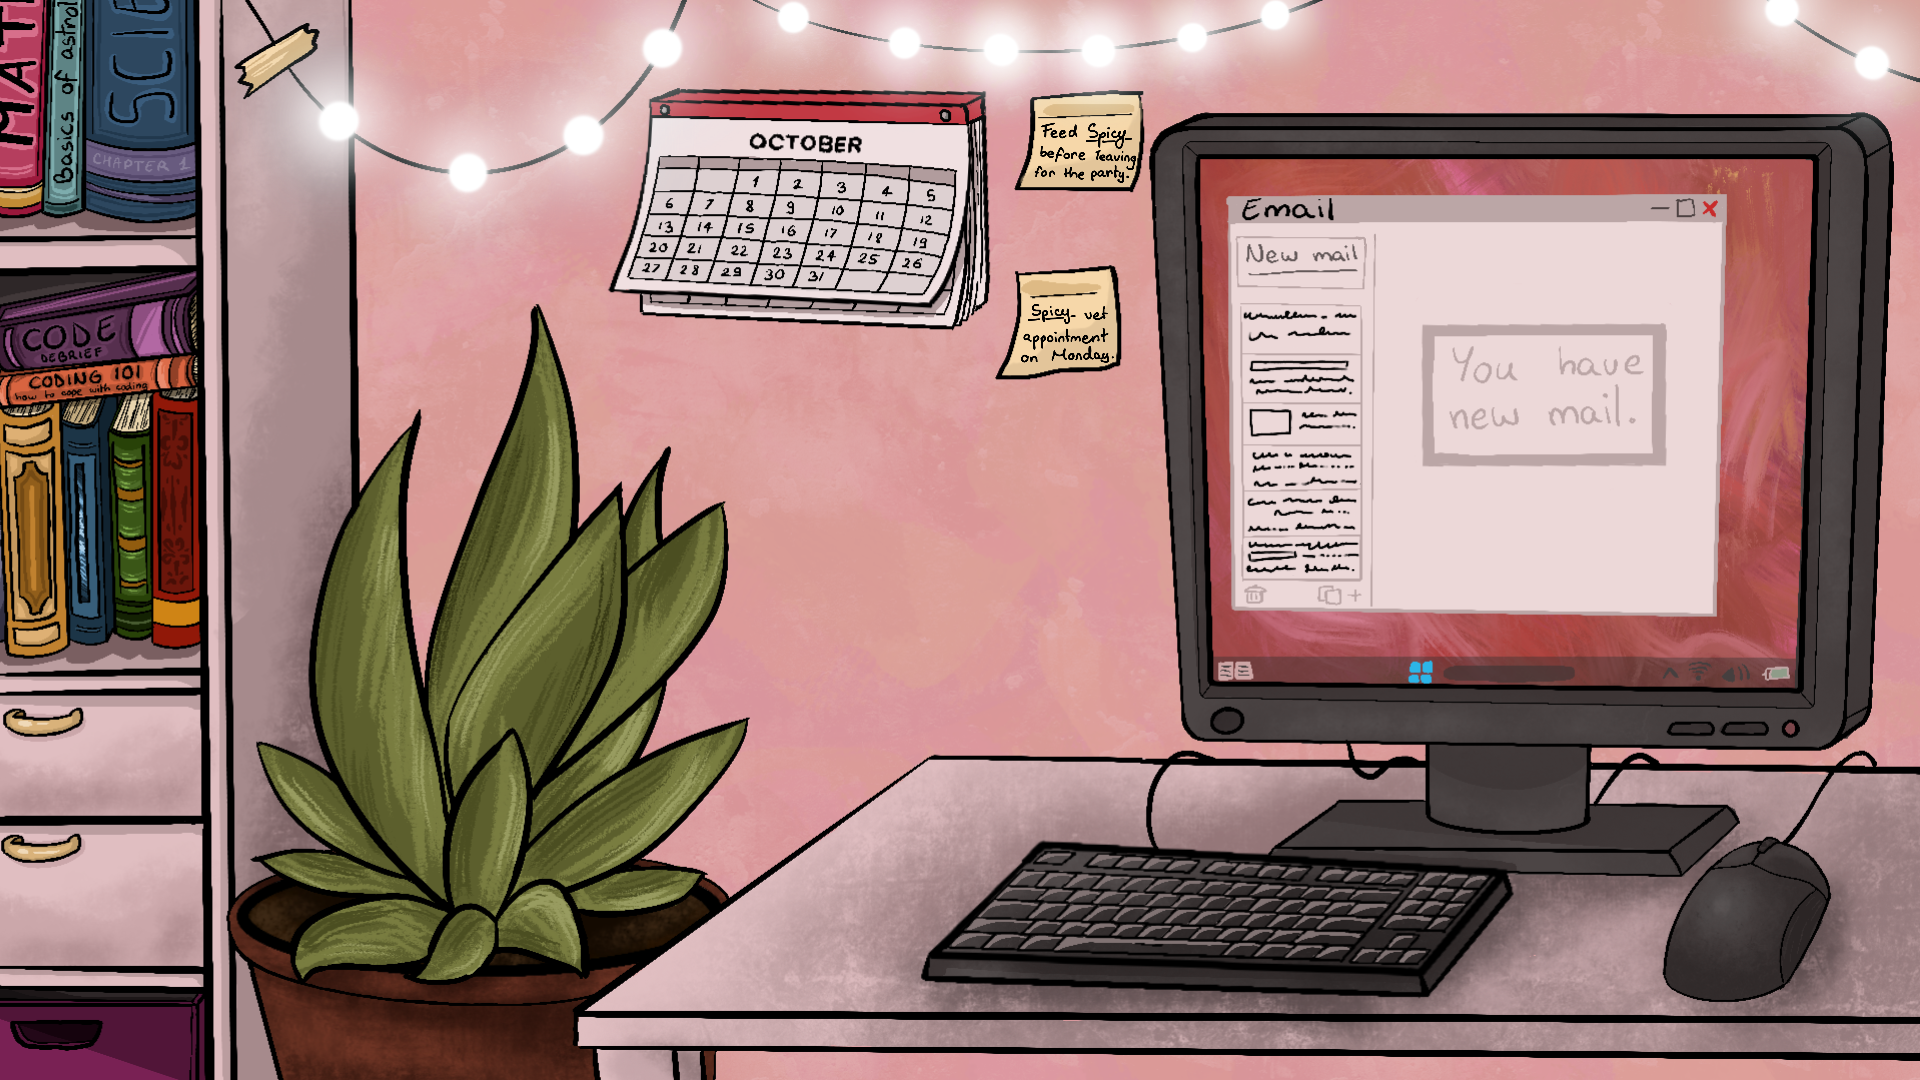 MAT
Basics of astrol
SCIE
CHAPTER 1
CODE
DEBRIEF
CODING 101
how to cope with coding
OCTOBER
1 2 3 4 5
6 7 8 9 10 11 12
13 14 15 16 17 18 19
20 21 22 23 24 25 26
27 28 29 30 31
Feed Spicy
before leaving
for the party.
Spicy- vet
appointment
on Monday.
Email
New mail
You have
new mail.